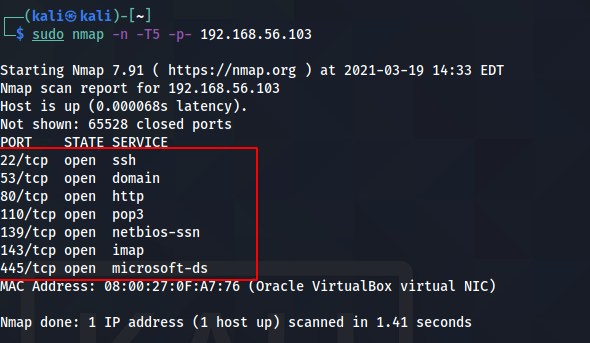 ┌──(kali㉿kali)-[~]
└─$ sudo nmap -n -T5 -p- 192.168.56.103
Starting Nmap 7.91 ( https://nmap.org ) at 2021-03-19 14:33 EDT
Nmap scan report for 192.168.56.103
Host is up (0.000068s latency).
Not shown: 65528 closed ports
PORT    STATE SERVICE
22/tcp  open  ssh
53/tcp  open  domain
80/tcp  open  http
110/tcp open  pop3
139/tcp open  netbios-ssn
143/tcp open  imap
445/tcp open  microsoft-ds
MAC Address: 08:00:27:0F:A7:76 (Oracle VirtualBox virtual NIC)
Nmap done: 1 IP address (1 host up) scanned in 1.41 seconds